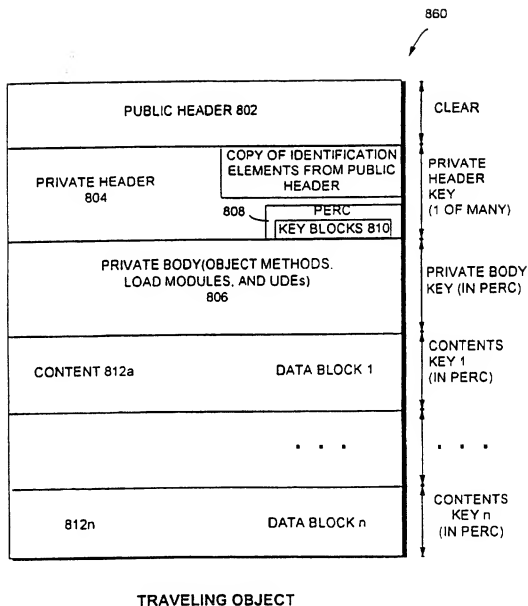 860
PUBLIC HEADER 802
CLEAR
COPY OF IDENTIFICATION
ELEMENTS FROM PUBLIC
HEADER
PRIVATE HEADER
804
808
PERC
KEY BLOCKS 810
PRIVATE
HEADER
KEY
(1 OF MANY)
PRIVATE BODY(OBJECT METHODS,
LOAD MODULES, AND UDEs)
806
PRIVATE BODY
KEY (IN PERC)
CONTENT 812a
DATA BLOCK 1
CONTENTS
KEY 1
(IN PERC)
. . .
. . .
812n
DATA BLOCK n
CONTENTS
KEY n
(IN PERC)
TRAVELING OBJECT